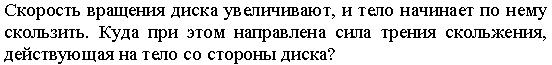 Скорость вращения диска увеличивают, и тело начинает по нему
скользить. Куда при этом направлена сила трения скольжения,
действующая на тело со стороны диска?